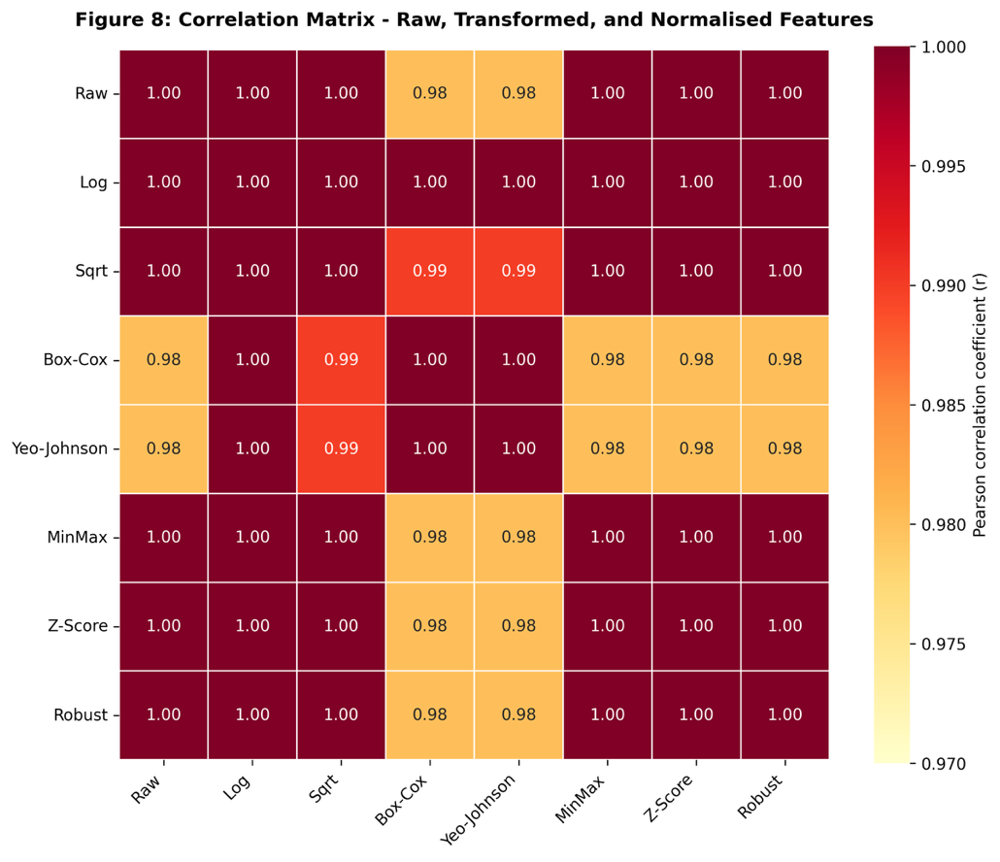 Figure 8: Correlation Matrix - Raw, Transformed, and Normalised Features
Raw 1.00 1.00 1.00 0.98 0.98 1.00 1.00 1.00
Log 1.00 1.00 1.00 1.00 1.00 1.00 1.00 1.00
Sqrt 1.00 1.00 1.00 0.99 0.99 1.00 1.00 1.00
Box-Cox 0.98 1.00 0.99 1.00 1.00 0.98 0.98 0.98
Yeo-Johnson 0.98 1.00 0.99 1.00 1.00 0.98 0.98 0.98
MinMax 1.00 1.00 1.00 0.98 0.98 1.00 1.00 1.00
Z-Score 1.00 1.00 1.00 0.98 0.98 1.00 1.00 1.00
Robust 1.00 1.00 1.00 0.98 0.98 1.00 1.00 1.00
Raw Log Sqrt Box-Cox Yeo-Johnson MinMax Z-Score Robust
1.000
0.995
0.990
0.985
0.980
0.975
0.970
Pearson correlation coefficient (r)